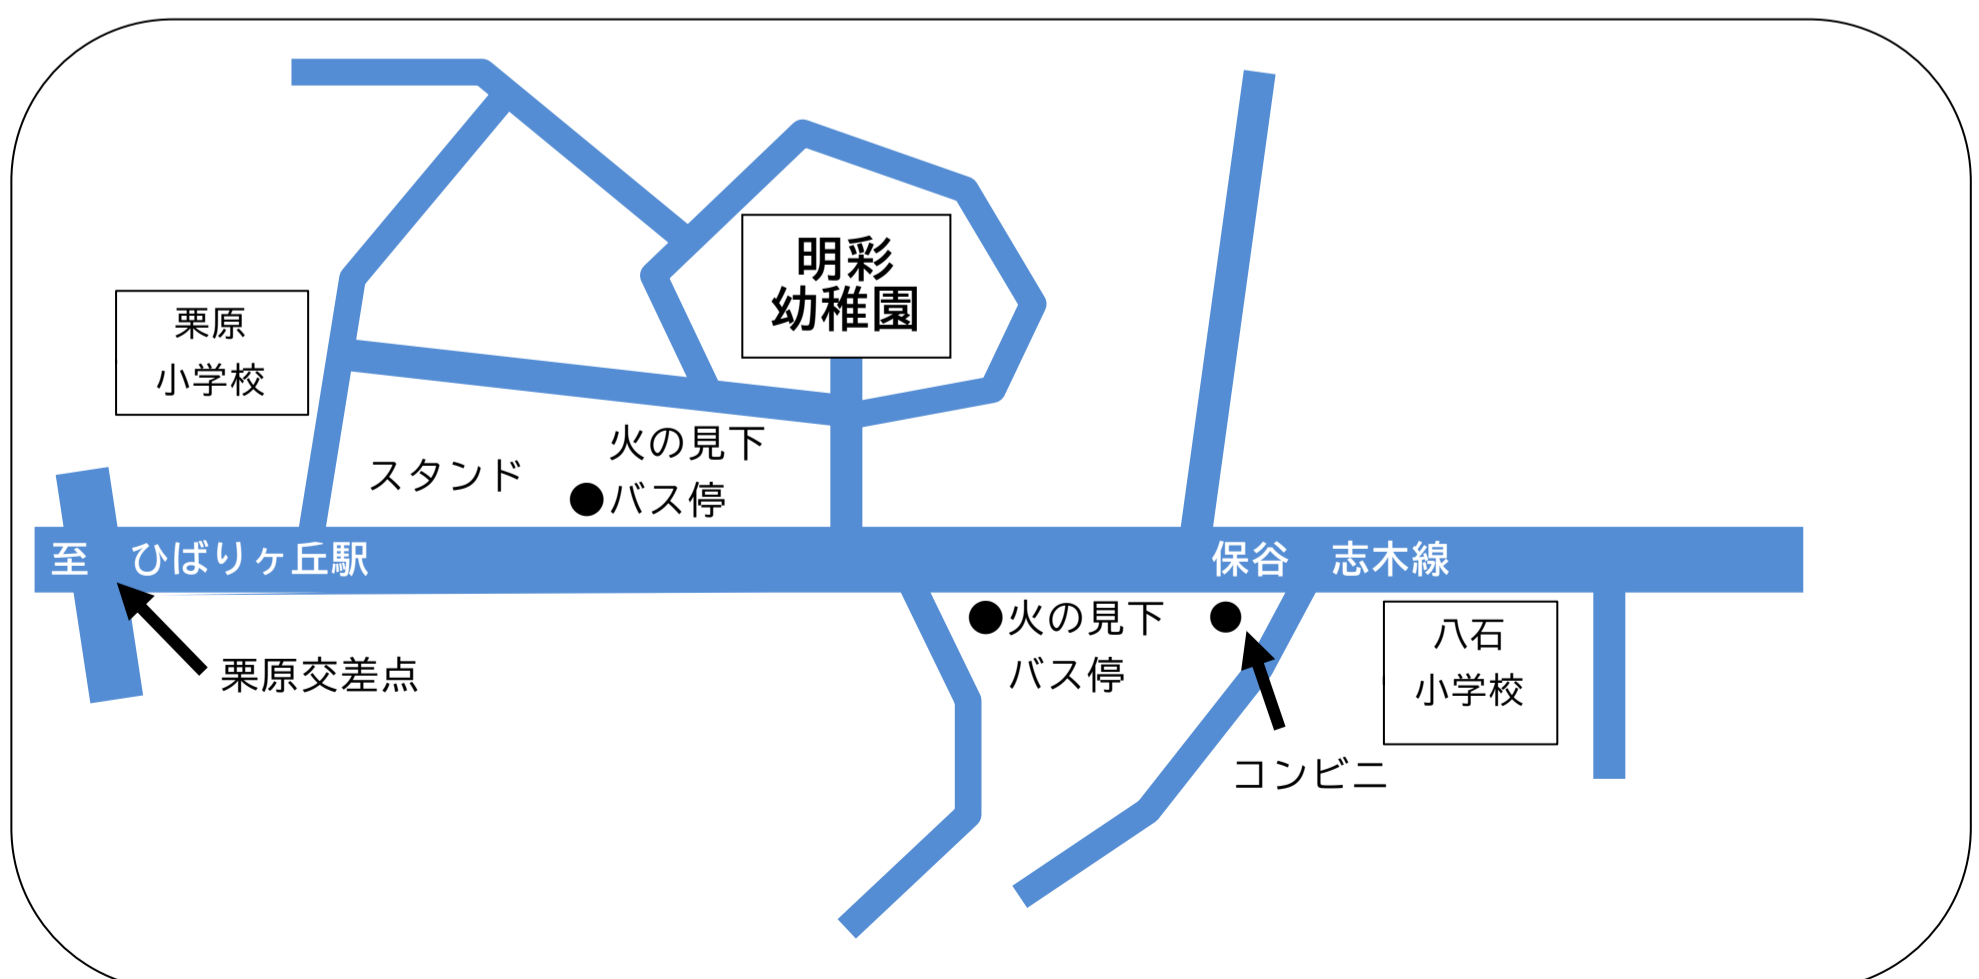 明彩
幼稚園
栗原
小学校
火の見下
スタンド
●バス停
至　ひばりヶ丘駅
保谷　志木線
●火の見下
バス停
八石
小学校
栗原交差点
コンビニ